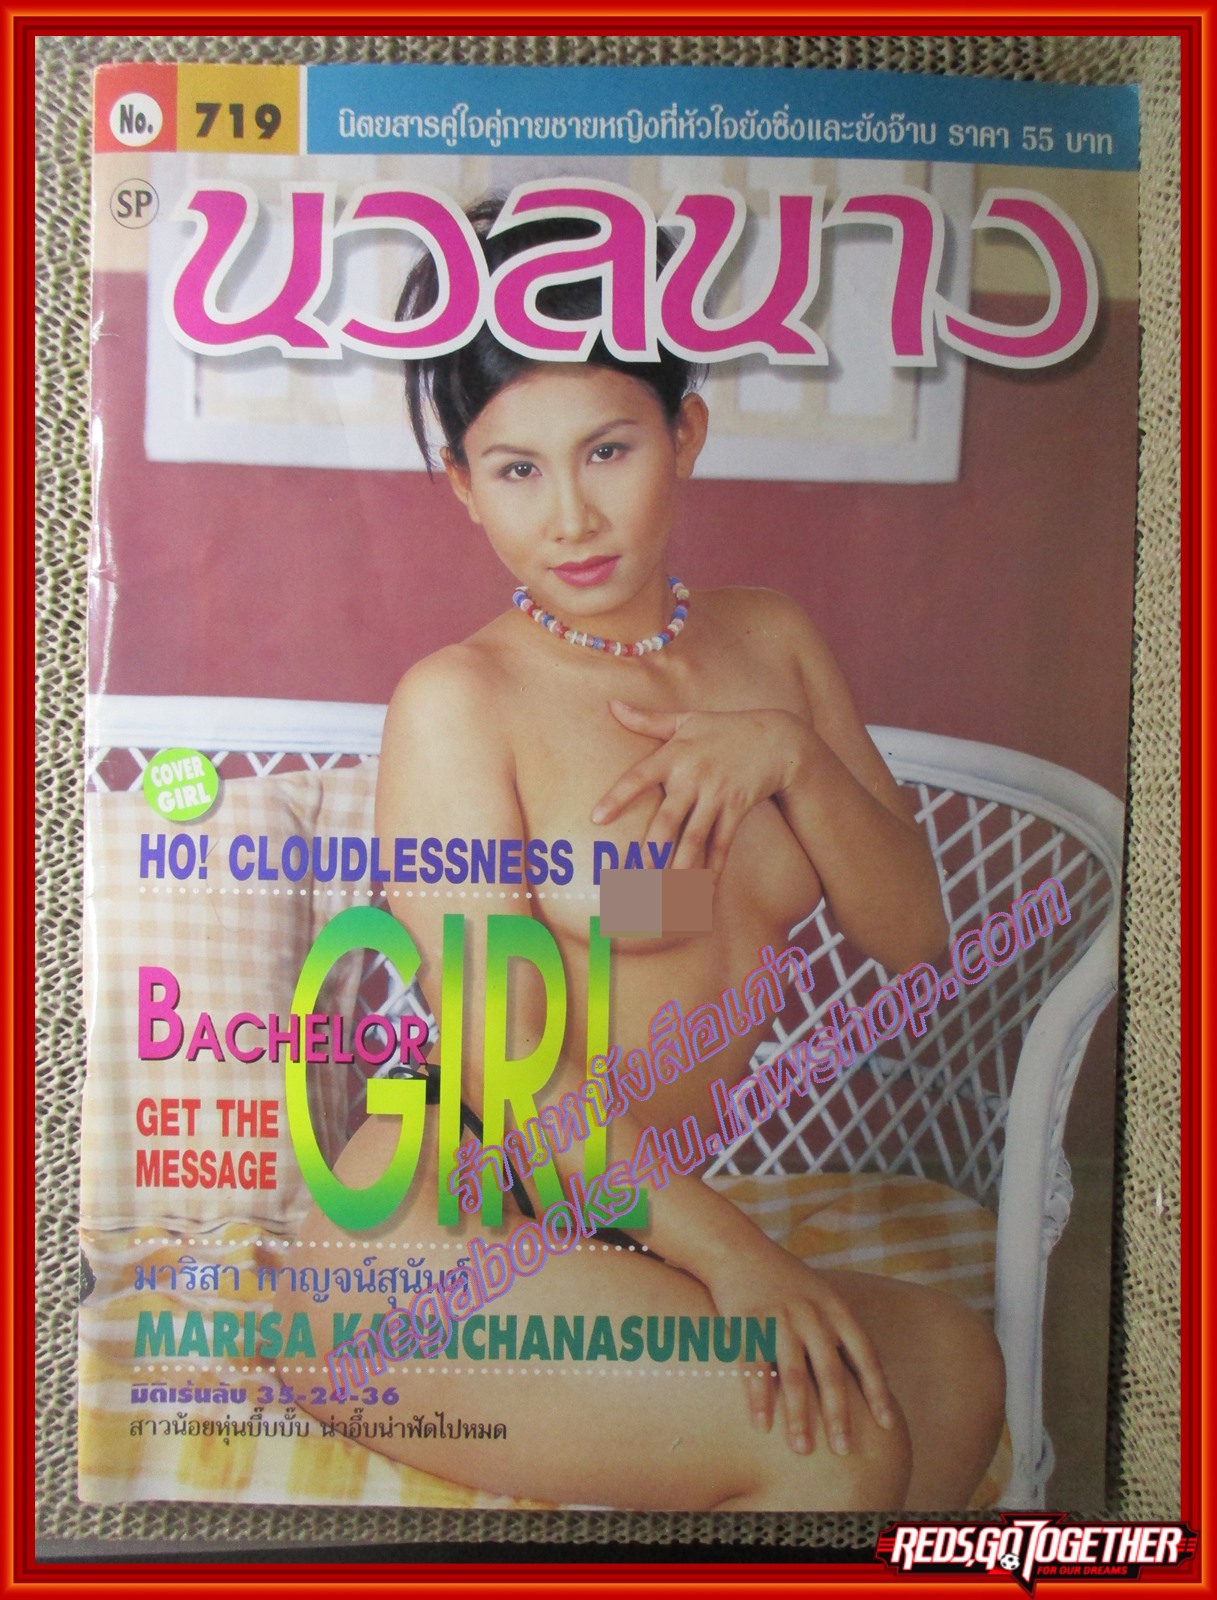 No. 719
นิตยสารคู่ใจคู่กายชายหญิงที่หัวใจยังซิ่งและยังจ๊าบ ราคา 55 บาท
SP
นวลนาง
COVER
GIRL
HO! CLOUDLESSNESS DAY
BACHELOR GIRL
GET THE
MESSAGE
มาริสา กาญจน์สุนันท์
MARISA KANCHANASUNUN
มิติเร้นลับ 35-24-36
สาวน้อยหุ่นบึ๊บบั๊บ น่าอึ๊บน่าฟัดไปหมด
ร้านหนังสือเก่า
megabooks4u.lnwshop.com
REDS,GO TOGETHER
FOR OUR DREAMS